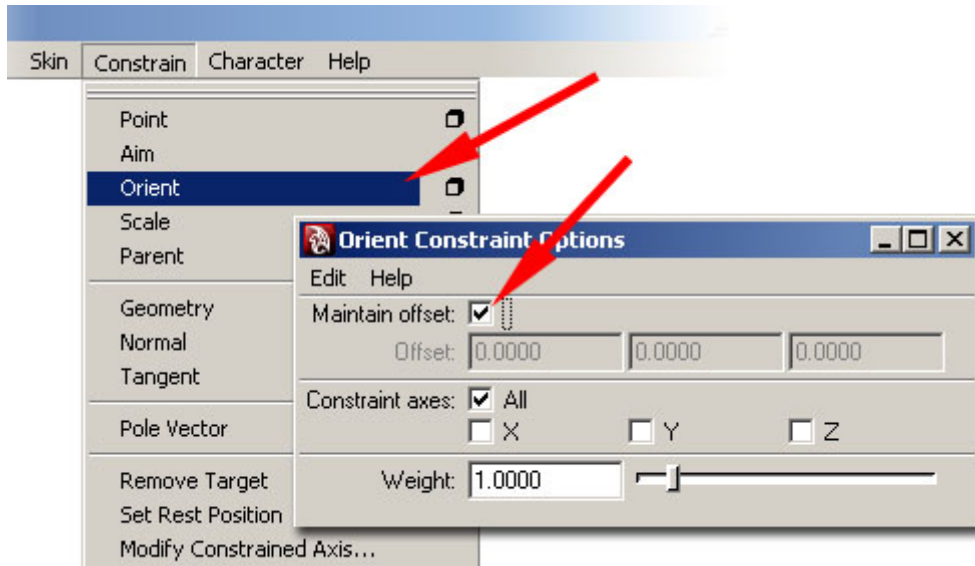 Skin Constrain Character Help
Point
Aim
Orient
Scale
Parent
Geometry
Normal
Tangent
Pole Vector
Remove Target
Set Rest Position
Modify Constrained Axis...
Orient Constraint Options
Edit Help
Maintain offset:
Offset: 0.0000 0.0000 0.0000
Constraint axes: All
X Y Z
Weight: 1.0000